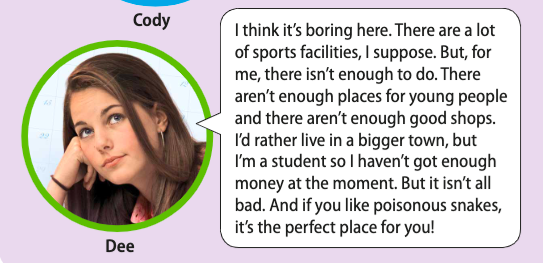 Cody
I think it's boring here. There are a lot
of sports facilities, I suppose. But, for
me, there isn't enough to do. There
aren't enough places for young people
and there aren't enough good shops.
I'd rather live in a bigger town, but
I'm a student so I haven't got enough
money at the moment. But it isn't all
bad. And if you like poisonous snakes,
it's the perfect place for you!
Dee